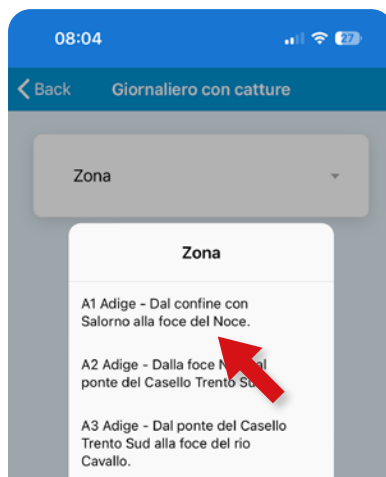 08:04
27
Back Giornaliero con catture
Zona
Zona
A1 Adige - Dal confine con
Salorno alla foce del Noce.
A2 Adige - Dalla foce
ponte del Casello Trento
A3 Adige - Dal ponte del Casello
Trento Sud alla foce del rio
Cavallo.